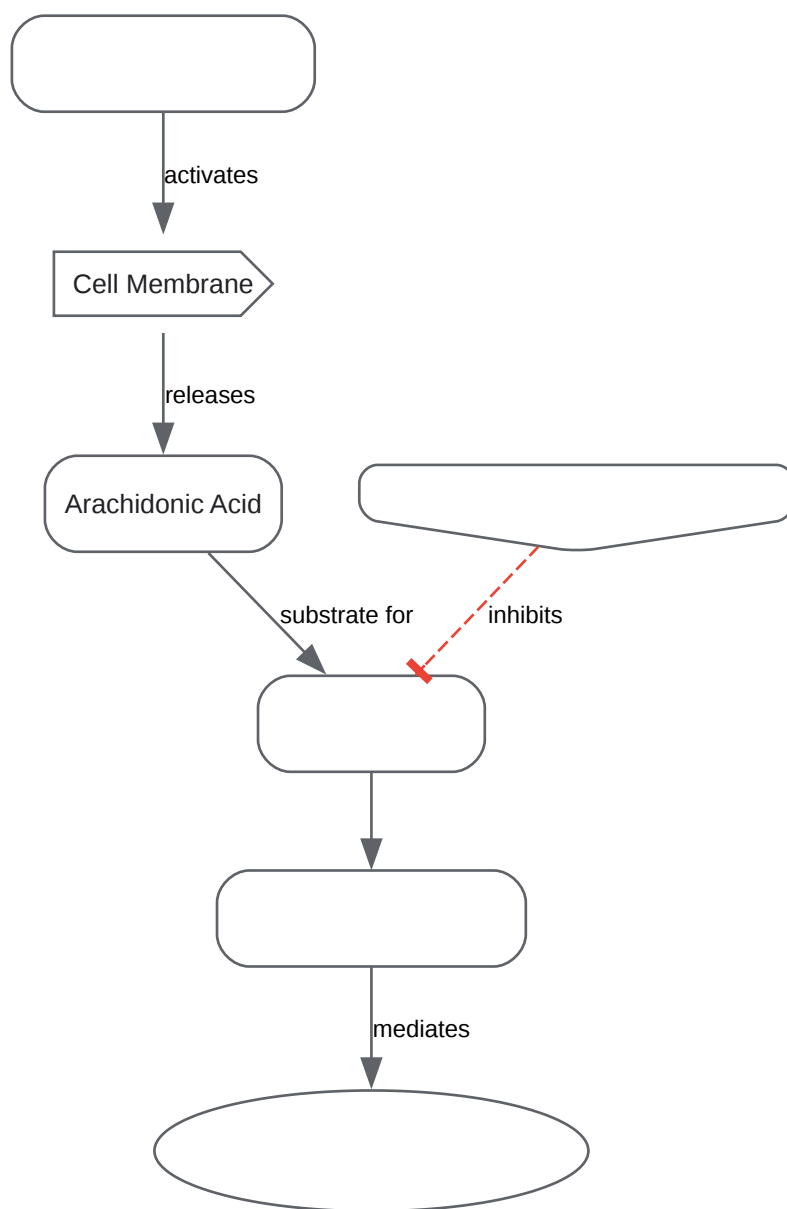 activates
Cell Membrane
releases
Arachidonic Acid
substrate for
inhibits
mediates